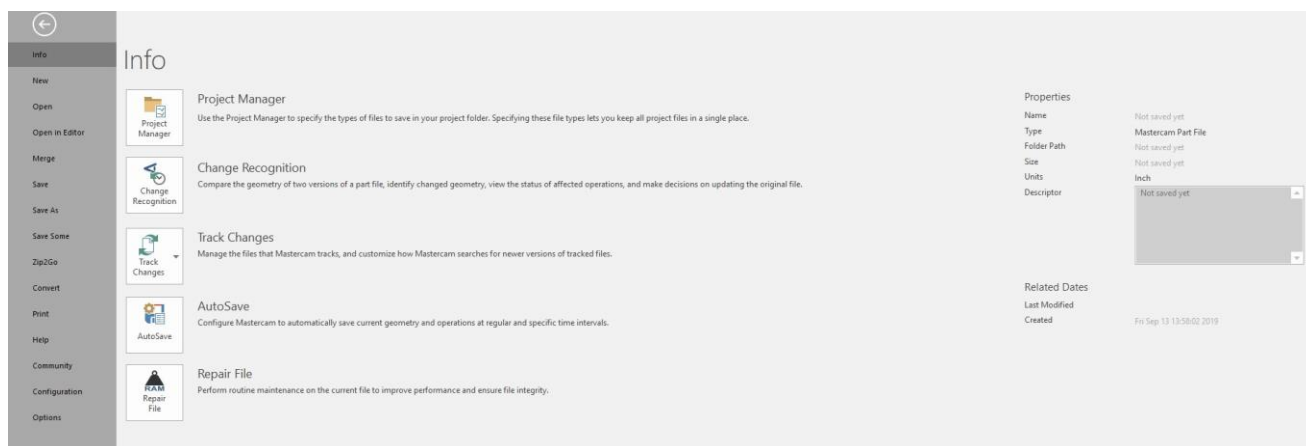 Info
New
Open
Open in Editor
Merge
Save
Save As
Save Some
Zip2Go
Convert
Print
Help
Community
Configuration
Options
Info
Project
Manager
Project Manager
Use the Project Manager to specify the types of files to save in your project folder. Specifying these file types lets you keep all project files in a single place.
Change
Recognition
Change Recognition
Compare the geometry of two versions of a part file, identify changed geometry, view the status of affected operations, and make decisions on updating the original file.
Track
Changes
Track Changes
Manage the files that Mastercam tracks, and customize how Mastercam searches for newer versions of tracked files.
AutoSave
AutoSave
Configure Mastercam to automatically save current geometry and operations at regular and specific time intervals.
RAM
Repair
File
Repair File
Perform routine maintenance on the current file to improve performance and ensure file integrity.
Properties
Name Not saved yet
Type Mastercam Part File
Folder Path Not saved yet
Size Not saved yet
Units Inch
Descriptor Not saved yet
Related Dates
Last Modified
Created Fri Sep 13 13:58:02 2019